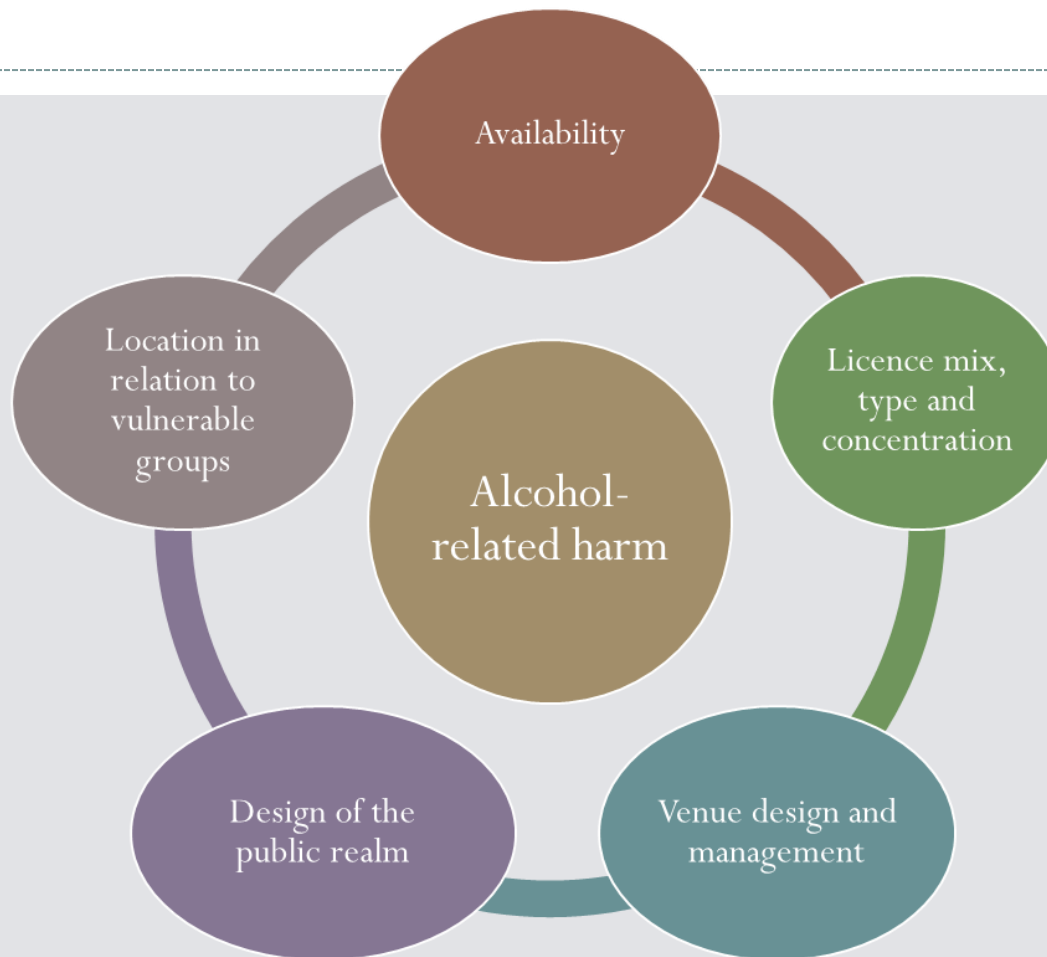 Availability
Licence mix,
type and
concentration
Venue design and
management
Design of the
public realm
Location in
relation to
vulnerable
groups
Alcohol-
related harm